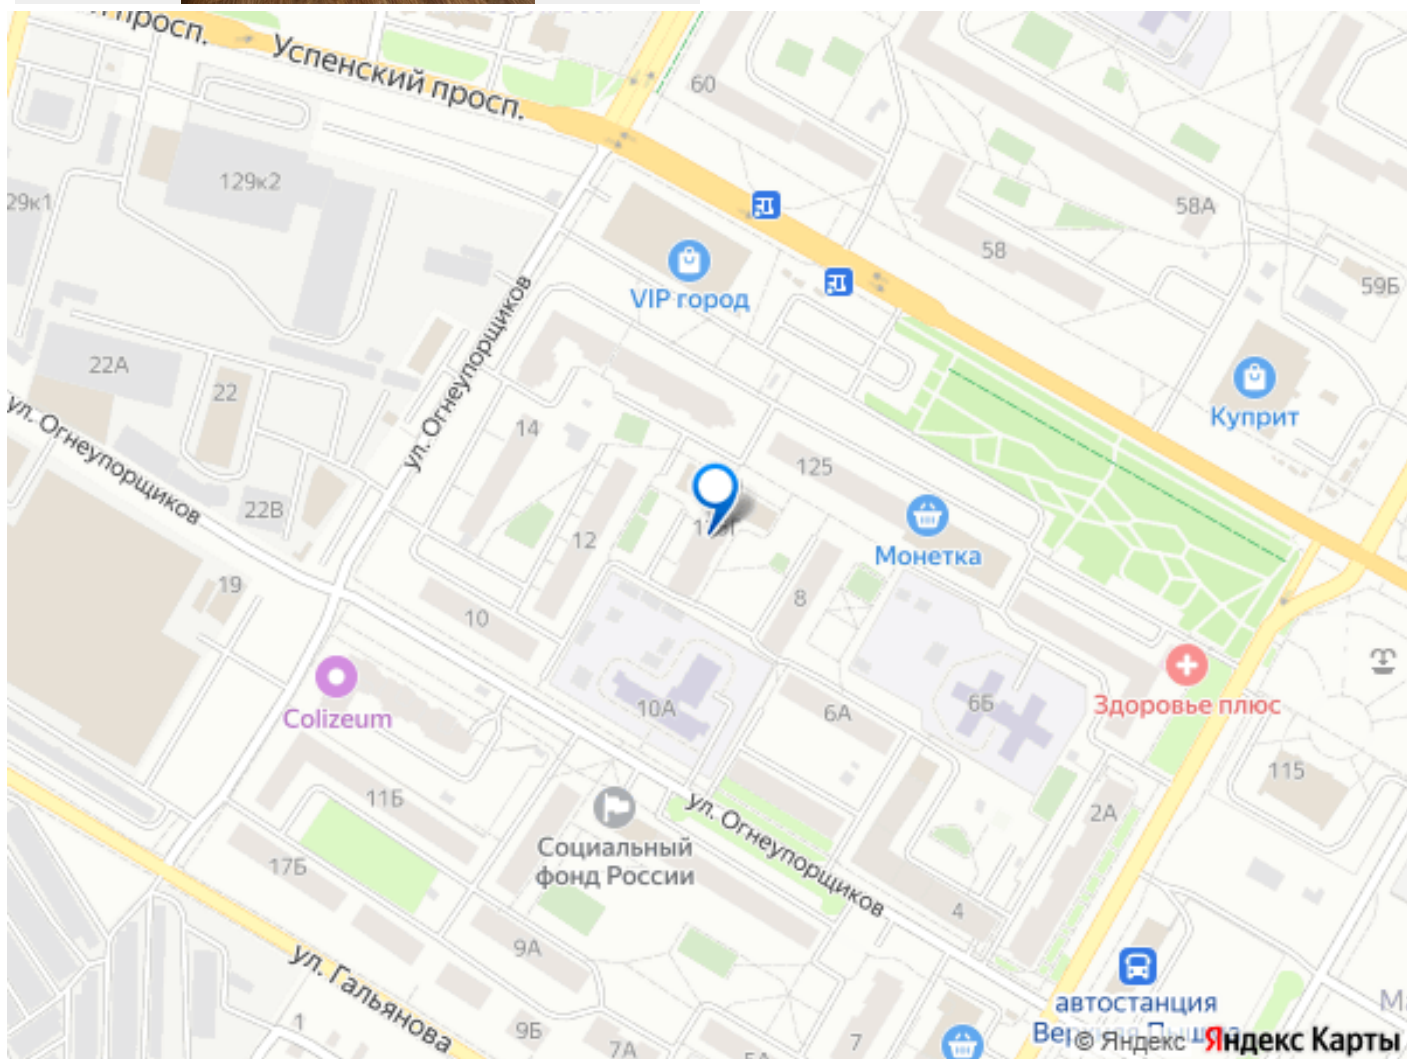 просп.
Успенский просп.
60
129к2
29к1
58А
58
59Б
VIP город
ул. Огнеупорщиков
22А
22
Куприт
ул. Огнеупорщиков
14
125
22В
12
Монетка
19
8
10
Colizeum
10А
6А
6Б
Здоровье плюс
115
11Б
2А
ул. Огнеупорщиков
Социальный
фонд России
17Б
4
9А
ул. Гальянова
автостанция
1
9Б
7А
7
© Яндекс Яндекс Карты